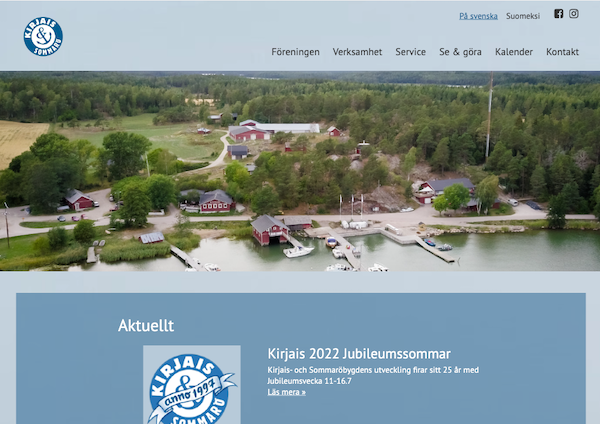 KIRJAIS
&
SOMMARÖ
På svenska Suomeksi
Föreningen Verksamhet Service Se & göra Kalender Kontakt
Aktuellt
KIRJAIS
&
anno 1997
SOMMARÖ
Kirjais 2022 Jubileumssommar
Kirjais- och Sommaröbygdens utveckling firar sitt 25 år med
Jubileumsvecka 11-16.7
Läs mera »